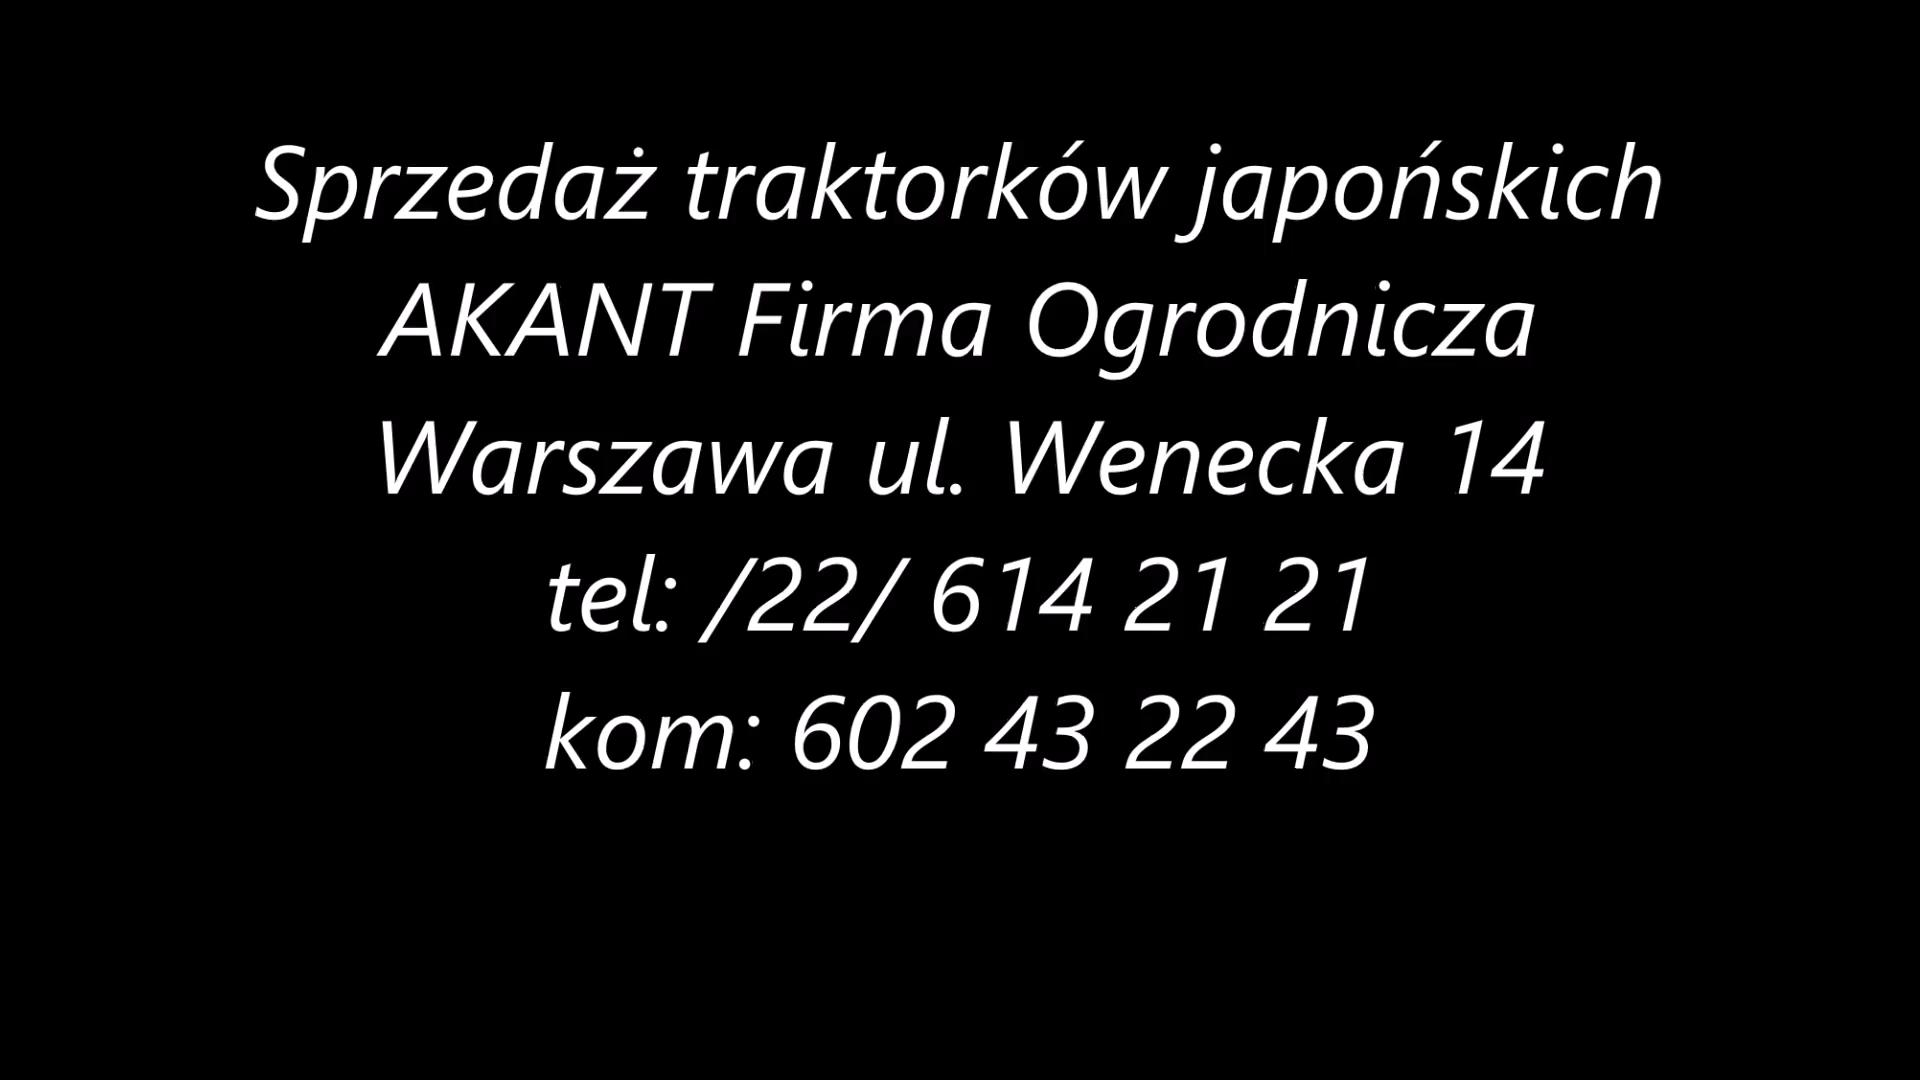 Sprzedaż traktorków japońskich
AKANT Firma Ogrodnicza
Warszawa ul. Wenecka 14
tel: /22/ 614 21 21
kom: 602 43 22 43